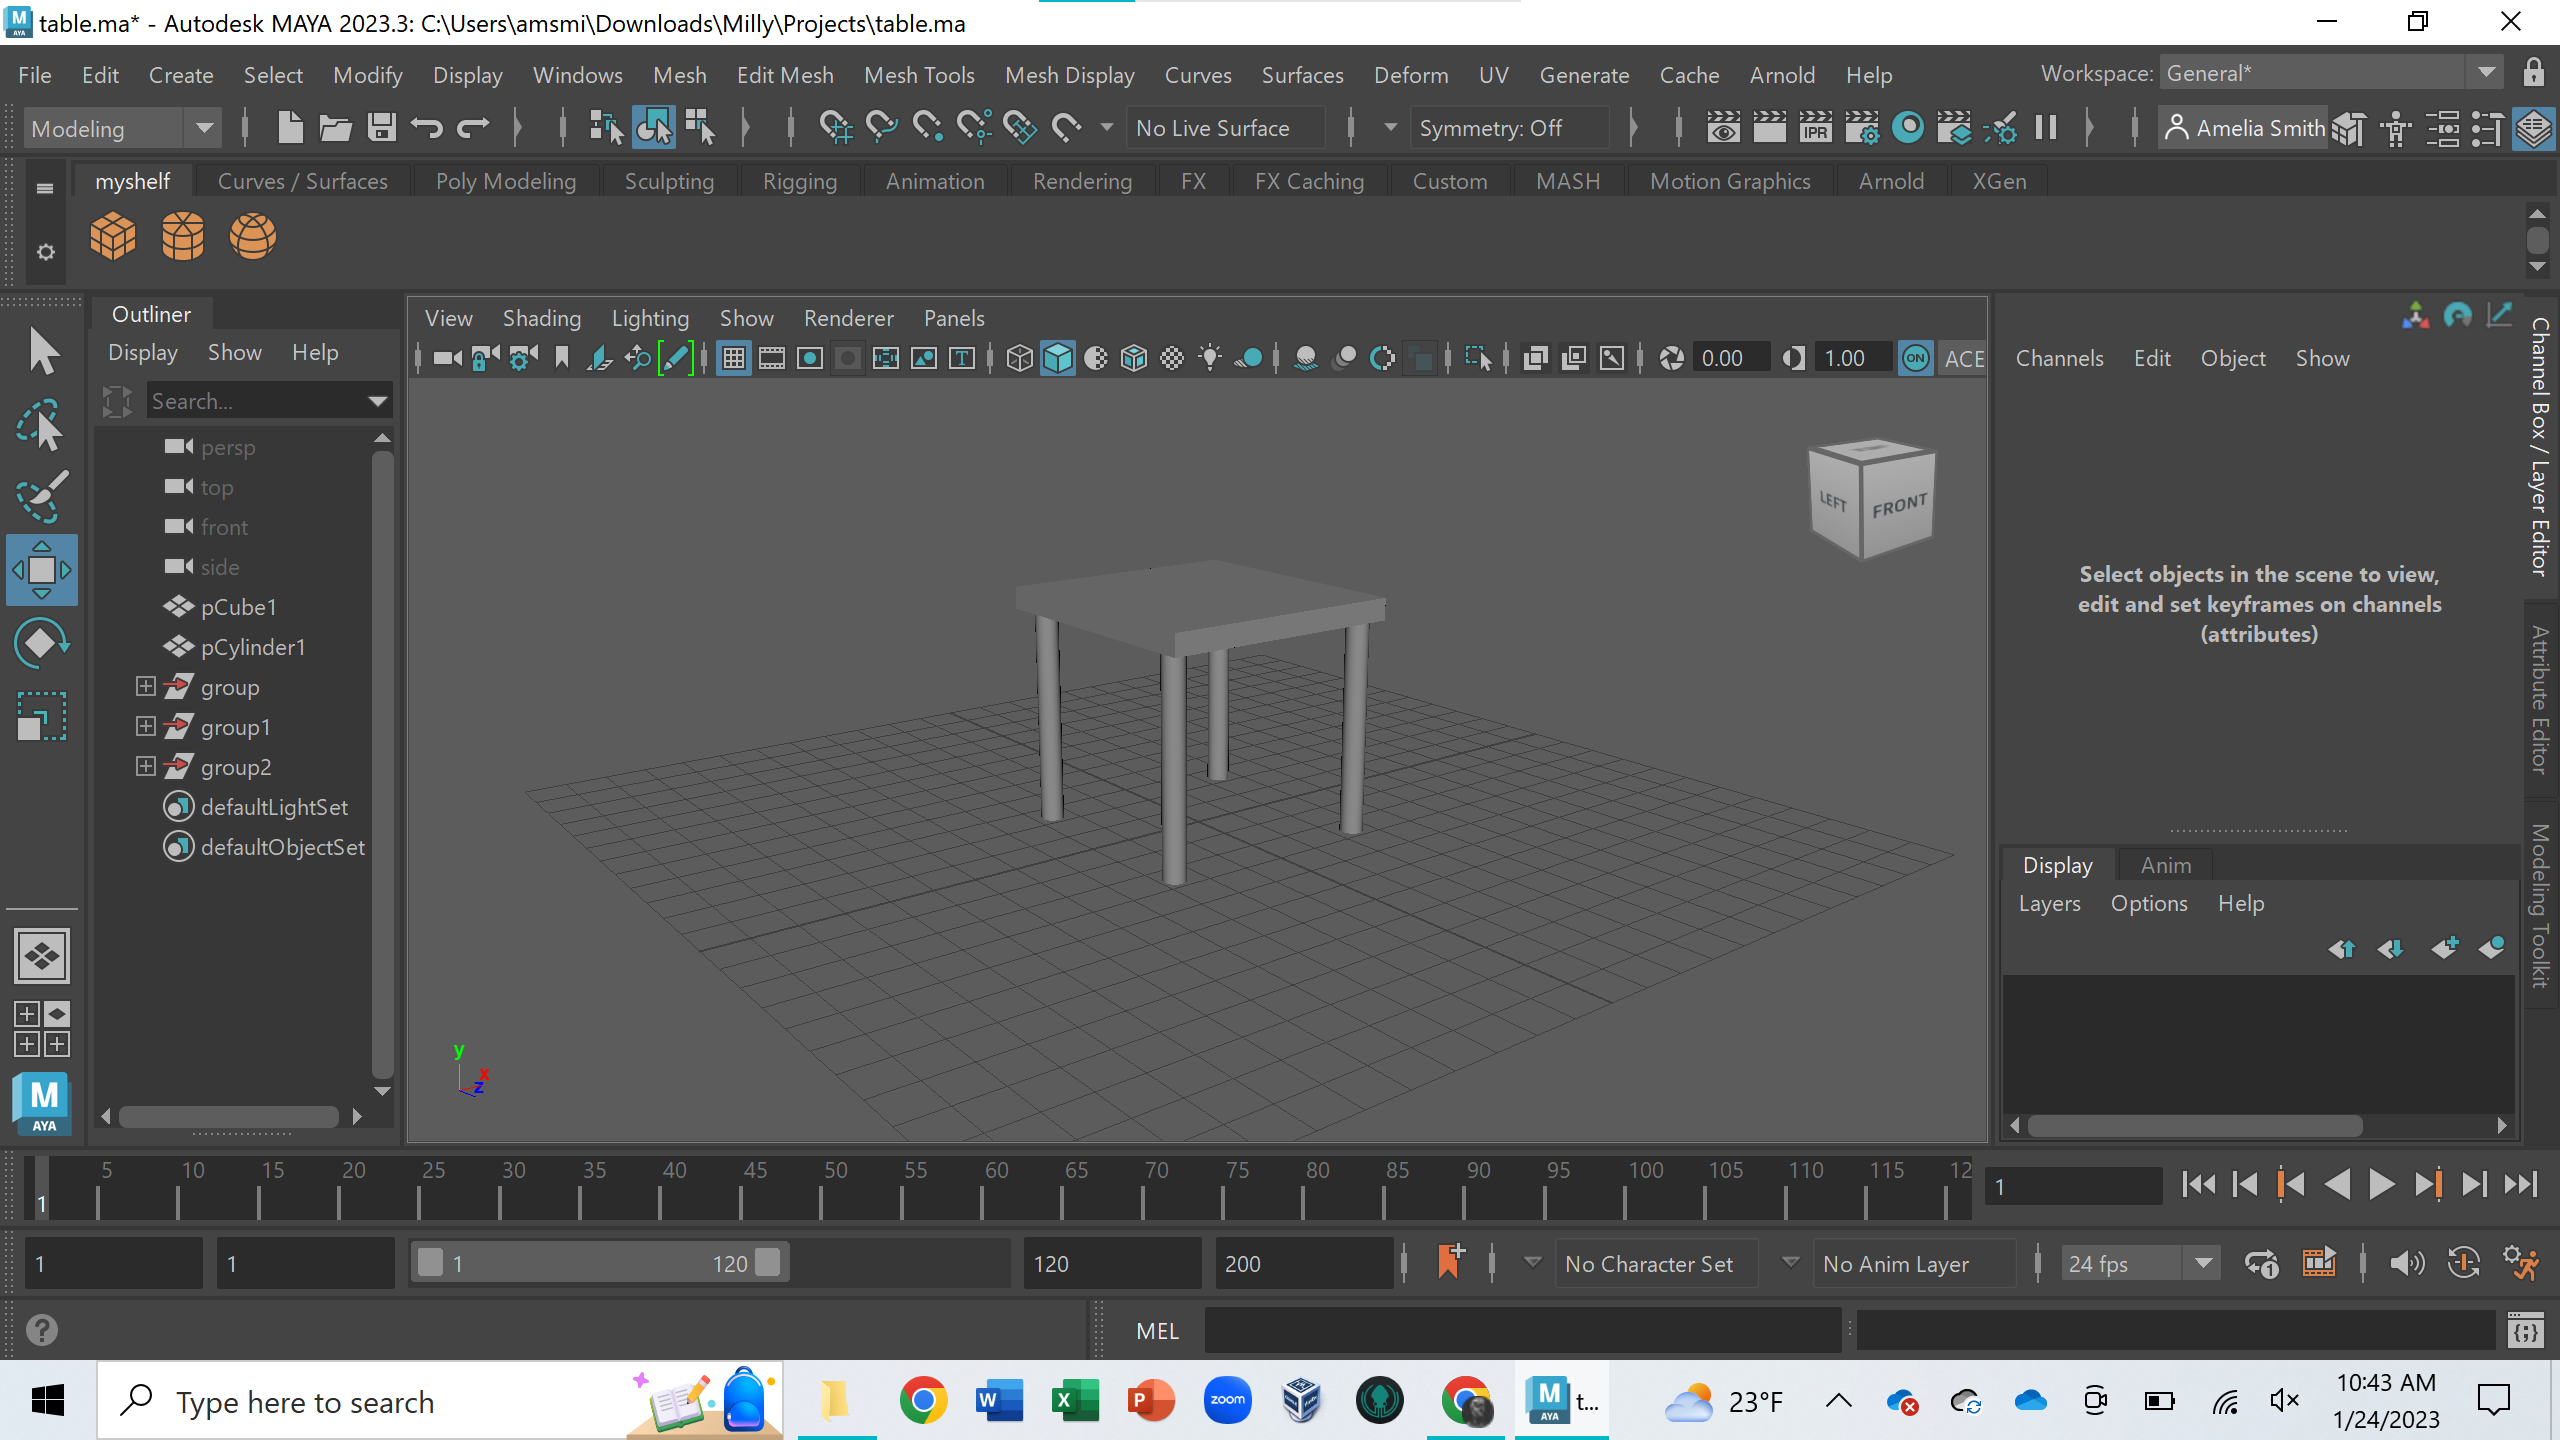 table.ma* - Autodesk MAYA 2023.3: C:\Users\amsmi\Downloads\Milly\Projects\table.ma
File Edit Create Select Modify Display Windows Mesh Edit Mesh Mesh Tools Mesh Display Curves Surfaces Deform UV Generate Cache Arnold Help Workspace: General*
Modeling No Live Surface Symmetry: Off IPR Amelia Smith
myshelf Curves / Surfaces Poly Modeling Sculpting Rigging Animation Rendering FX FX Caching Custom MASH Motion Graphics Arnold XGen
Outliner
Display Show Help
Search...
persp
top
front
side
pCube1
pCylinder1
group
group1
group2
defaultLightSet
defaultObjectSet
View Shading Lighting Show Renderer Panels
0.00 1.00 ON ACE
LEFT FRONT
y
x
z
Channels Edit Object Show
Select objects in the scene to view,
edit and set keyframes on channels
(attributes)
Channel Box / Layer Editor
Attribute Editor
Modeling Toolkit
Display Anim
Layers Options Help
M
AYA
5 10 15 20 25 30 35 40 45 50 55 60 65 70 75 80 85 90 95 100 105 110 115 12
1 1
1 1 1 120 120 200 No Character Set No Anim Layer 24 fps
MEL
Type here to search zoom 23°F
M
AYA
t...
10:43 AM
1/24/2023